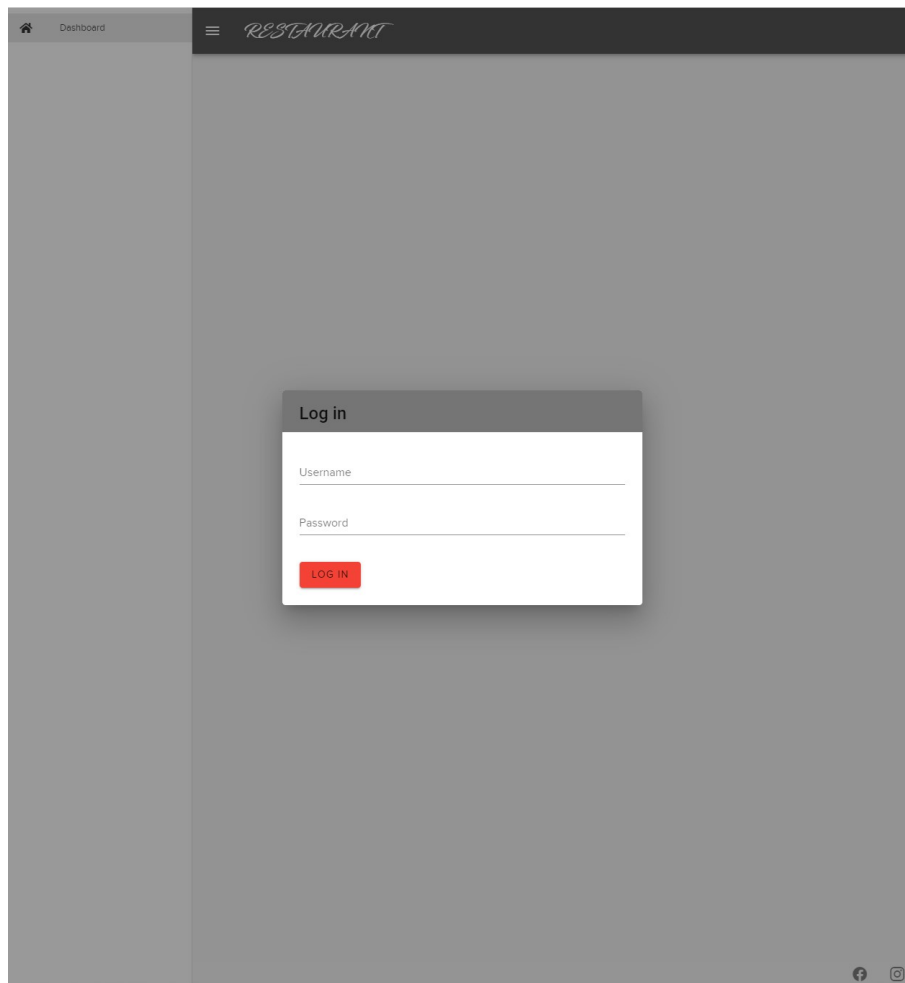 Dashboard
RESTAURANT
Log in
Username
Password
LOG IN